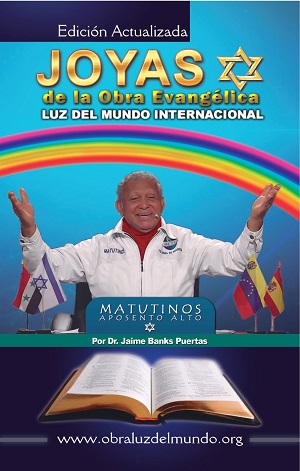 Edición Actualizada
JOYAS
de la Obra Evangélica
LUZ DEL MUNDO INTERNACIONAL
MATUTINOS
APOSENTO ALTO
Por Dr. Jaime Banks Puertas
www.obraluzdelmundo.org